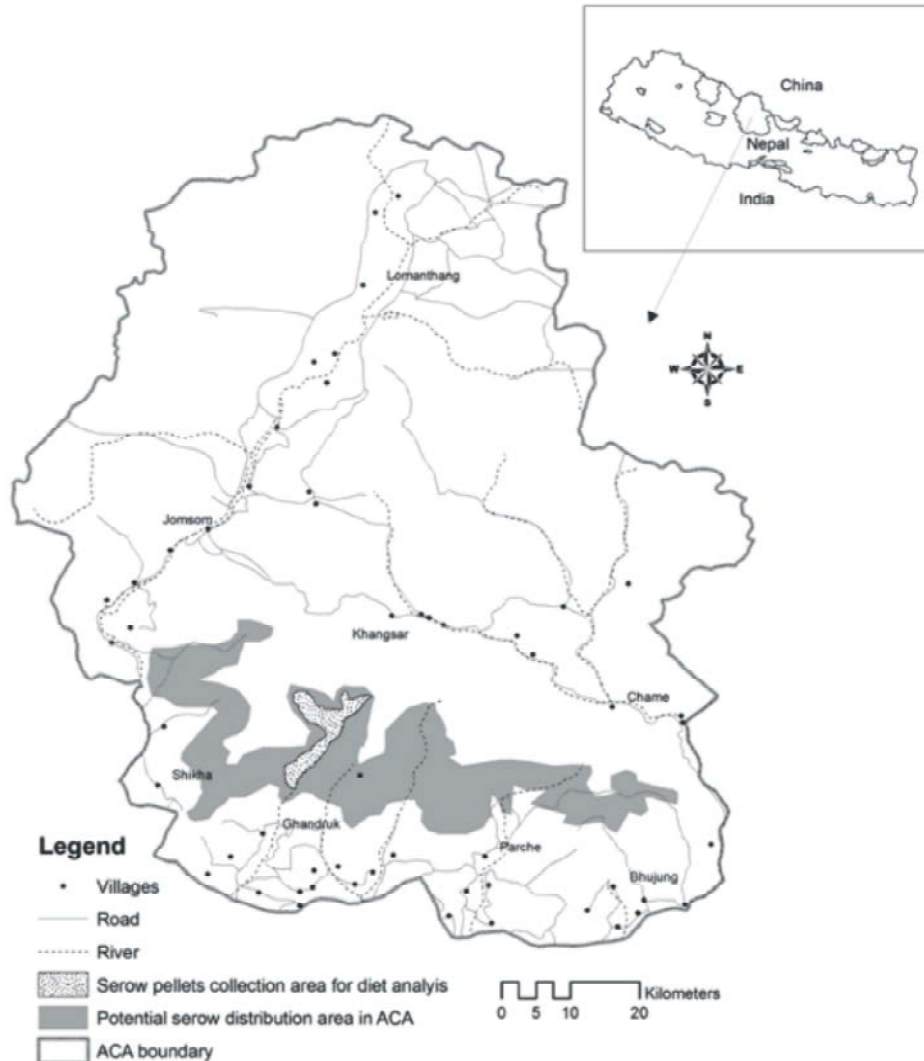 China
Nepal
India
N
W E
S
Lomanthang
Jomsom
Khangsar
Chame
Shikha
Ghandruk
Parche
Bhujung
Legend
Villages
Road
River
Serow pellets collection area for diet analyis
Potential serow distribution area in ACA
ACA boundary
Kilometers
0 5 10 20